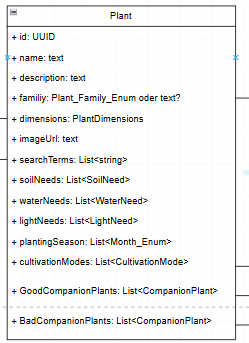 Plant
+ id: UUID
+ name: text
+ description: text
+ familiy: Plant_Family_Enum oder text?
+ dimensions: PlantDimensions
+ imageUrl: text
+ searchTerms: List<string>
+ soilNeeds: List<SoilNeed>
+ waterNeeds: List<WaterNeed>
+ lightNeeds: List<LightNeed>
+ plantingSeason: List<Month_Enum>
+ cultivationModes: List<CultivationMode>
+ GoodCompanionPlants: List<CompanionPlant>
+ BadCompanionPlants: List<CompanionPlant>